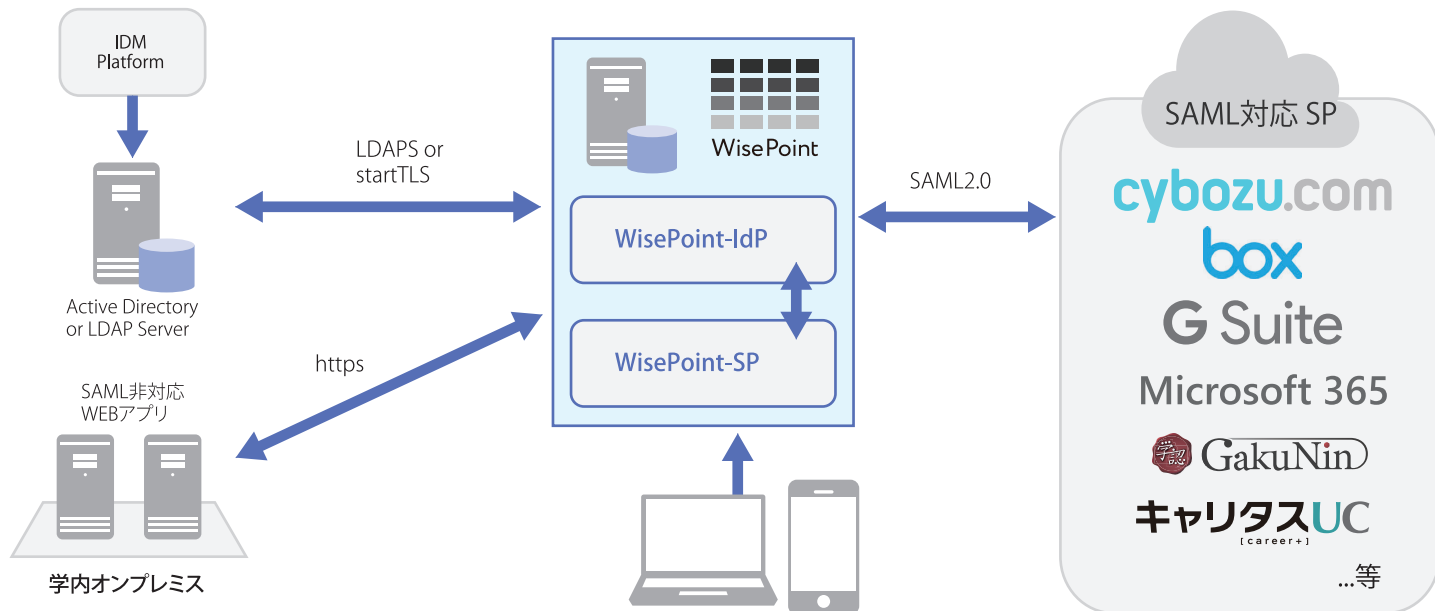 IDM
Platform
Active Directory
or LDAP Server
SAML非対応
WEBアプリ
学内オンプレミス
LDAPS or
startTLS
https
WisePoint
WisePoint-IdP
WisePoint-SP
SAML2.0
SAML対応 SP
cybozu.com
box
G Suite
Microsoft 365
学認 GakuNin
キャリタスUC
[career+]
...等